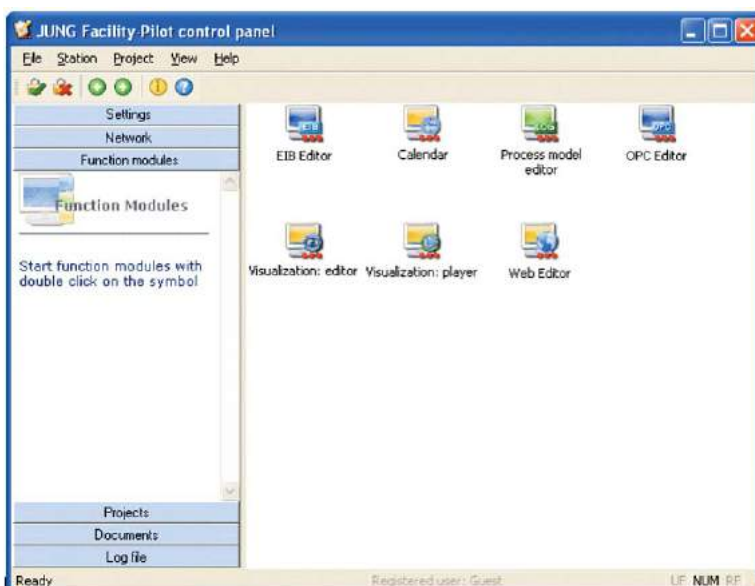 JUNG Facility-Pilot control panel
File Station Project View Help
Settings
Network
Function modules
Function Modules
Start function modules with
double click on the symbol
Projects
Documents
Log file
EIB Editor
Calendar
Process model
editor
OPC Editor
Visualization: editor
Visualization: player
Web Editor
Ready
Registered user: Guest
NUM